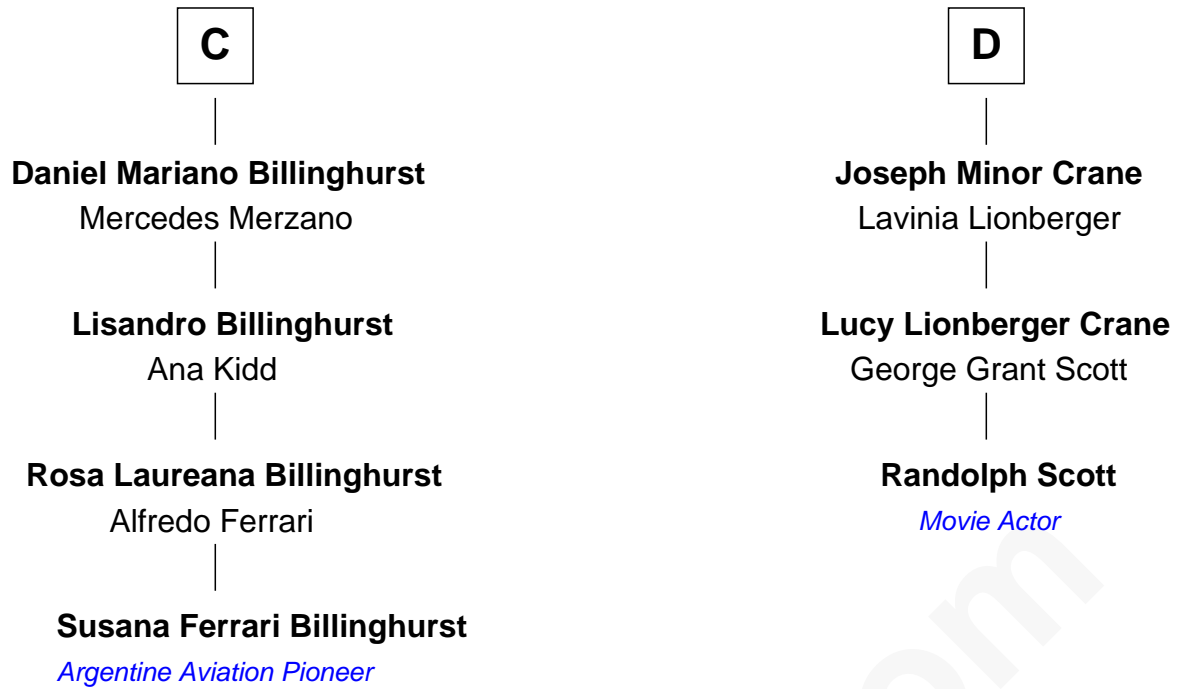 C
Daniel Mariano Billinghurst
Mercedes Merzano
Lisandro Billinghurst
Ana Kidd
Rosa Laureana Billinghurst
Alfredo Ferrari
Susana Ferrari Billinghurst
Argentine Aviation Pioneer
D
Joseph Minor Crane
Lavinia Lionberger
Lucy Lionberger Crane
George Grant Scott
Randolph Scott
Movie Actor
om